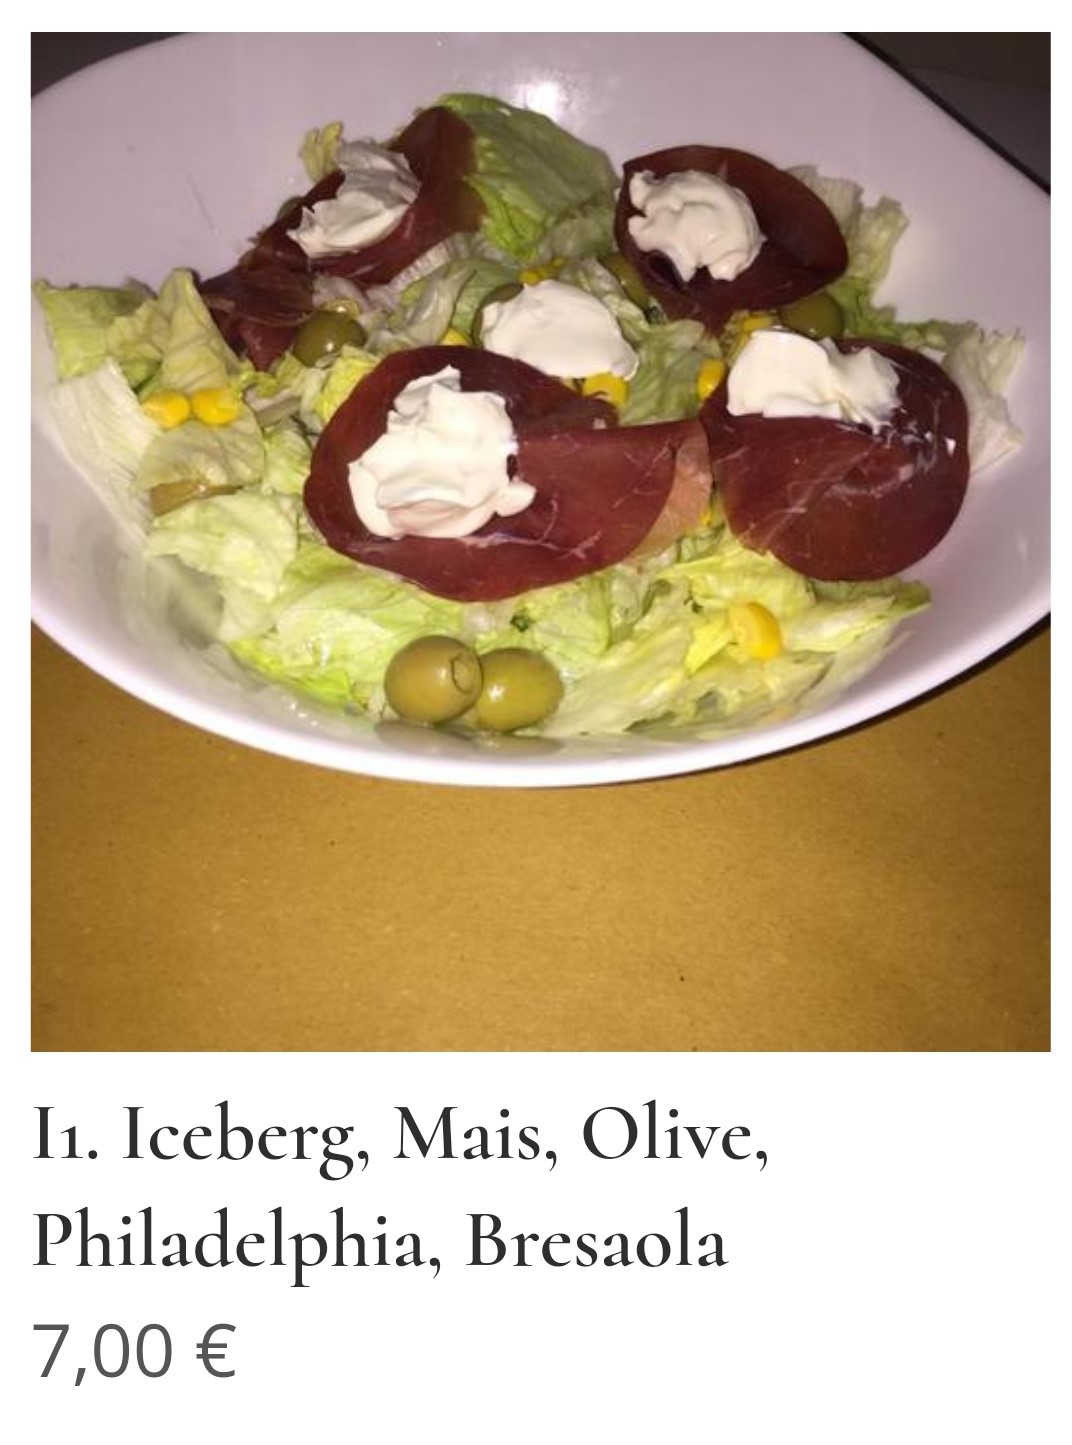 I1. Iceberg, Mais, Olive,
Philadelphia, Bresaola
7,00 €